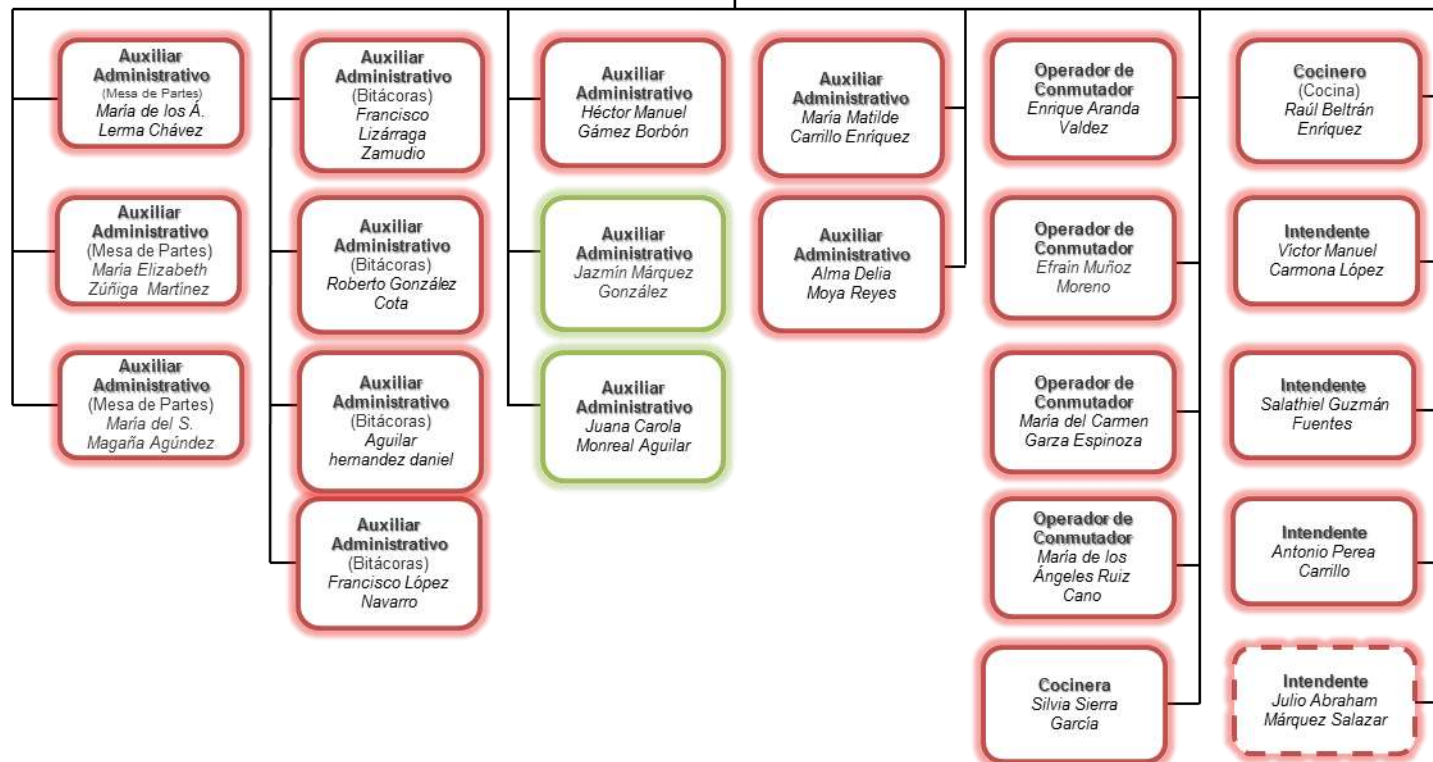 Auxiliar
Administrativo
(Mesa de Partes)
María de los Á.
Lerma Chávez
Auxiliar
Administrativo
(Mesa de Partes)
María Elizabeth
Zúñiga Martínez
Auxiliar
Administrativo
(Mesa de Partes)
María del S.
Magaña Agúndez
Auxiliar
Administrativo
(Bitácoras)
Francisco
Lizárraga
Zamudio
Auxiliar
Administrativo
(Bitácoras)
Roberto González
Cota
Auxiliar
Administrativo
(Bitácoras)
Aguilar
hernandez daniel
Auxiliar
Administrativo
(Bitácoras)
Francisco López
Navarro
Auxiliar
Administrativo
Héctor Manuel
Gámez Borbón
Auxiliar
Administrativo
Jazmín Márquez
González
Auxiliar
Administrativo
Juana Carola
Monreal Aguilar
Auxiliar
Administrativo
María Matilde
Carrillo Enríquez
Auxiliar
Administrativo
Alma Delia
Moya Reyes
Operador de
Conmutador
Enrique Aranda
Valdez
Operador de
Conmutador
Efraín Muñoz
Moreno
Operador de
Conmutador
María del Carmen
Garza Espinoza
Operador de
Conmutador
María de los
Ángeles Ruiz
Cano
Cocinera
Silvia Sierra
García
Cocinero
(Cocina)
Raúl Beltrán
Enríquez
Intendente
Víctor Manuel
Carmona López
Intendente
Salathiel Guzmán
Fuentes
Intendente
Antonio Perea
Carrillo
Intendente
Julio Abraham
Márquez Salazar